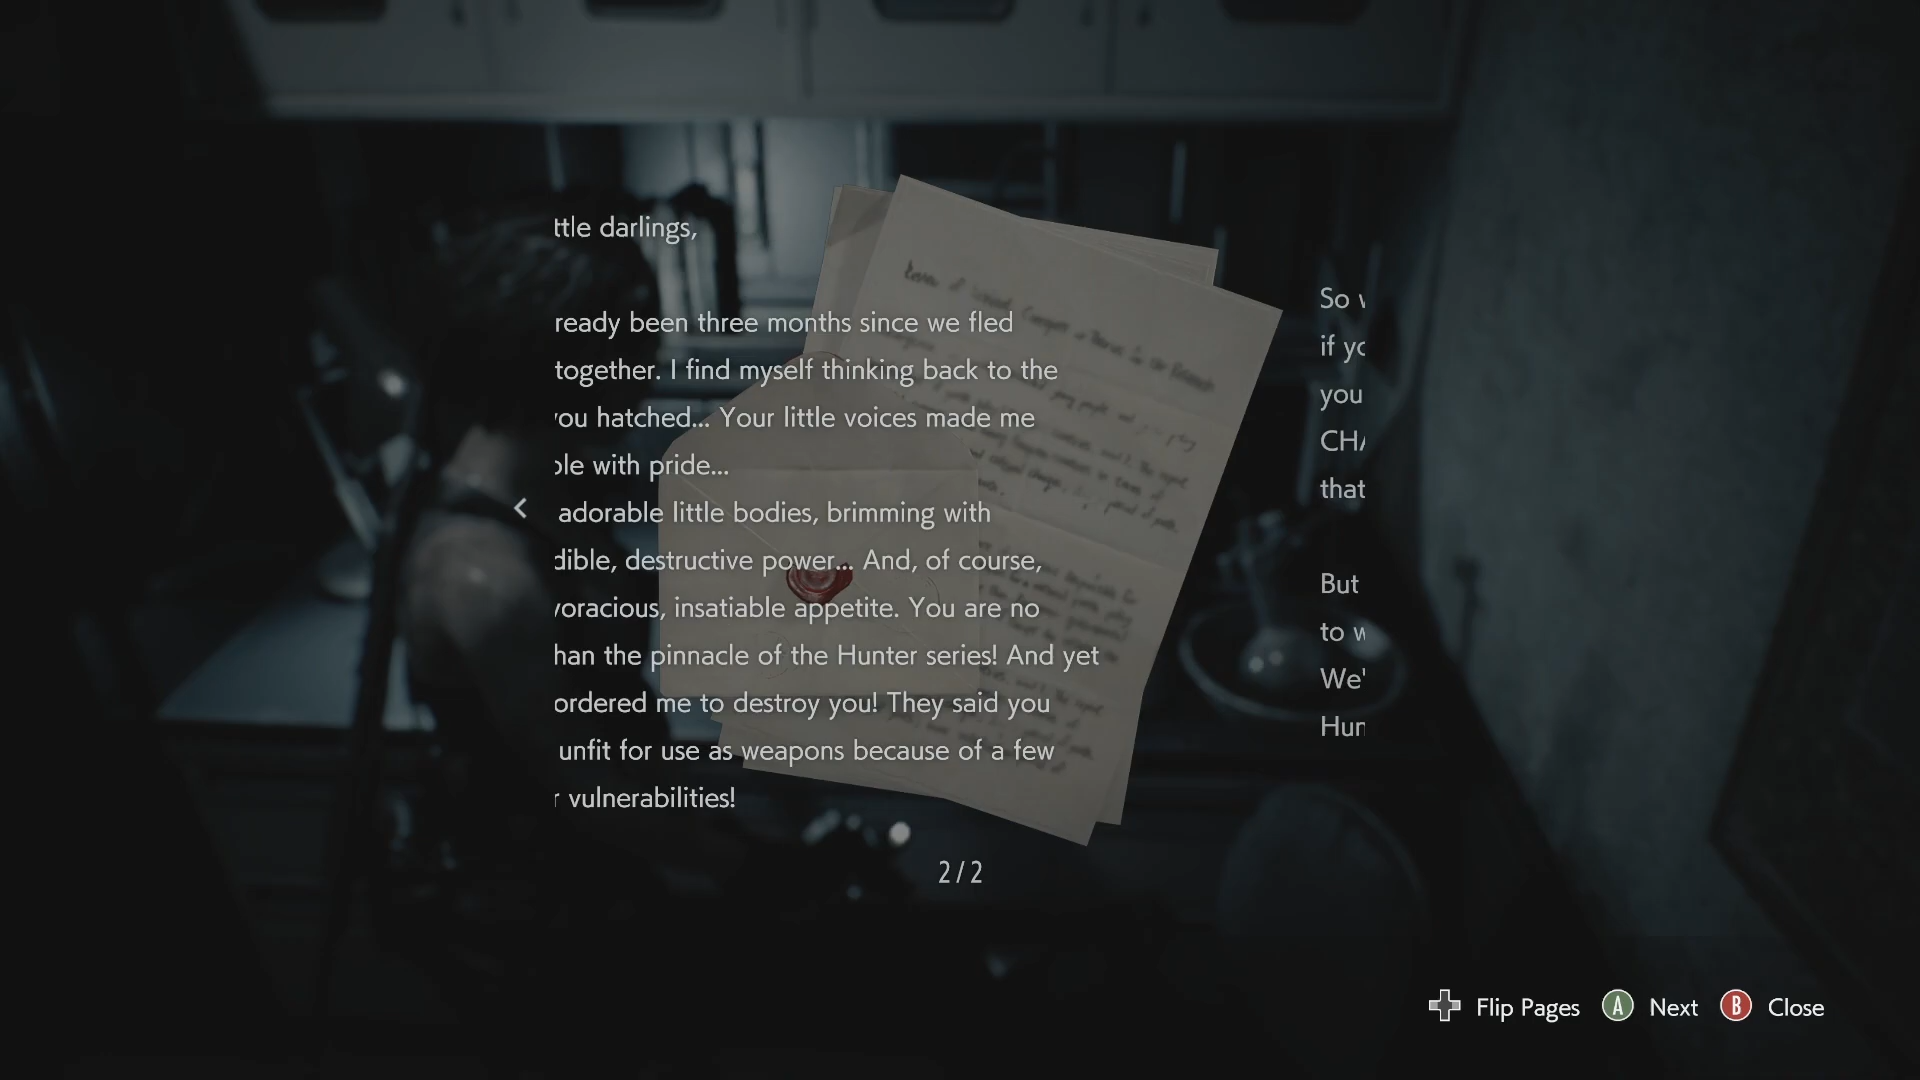 ttle darlings,
ready been three months since we fled
together. I find myself thinking back to the
you hatched... Your little voices made me
ble with pride...
adorable little bodies, brimming with
dible, destructive power... And, of course,
voracious, insatiable appetite. You are no
han the pinnacle of the Hunter series! And yet
ordered me to destroy you! They said you
unfit for use as weapons because of a few
r vulnerabilities!
So
if yo
you
CHA
that
But
to w
We'
Hun
2/2
Flip Pages A Next B Close